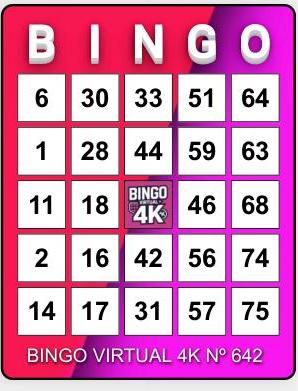 B I N G O
6 30 33 51 64
1 28 44 59 63
11 18 BINGO VIRTUAL 4K 46 68
2 16 42 56 74
14 17 31 57 75
BINGO VIRTUAL 4K Nº 642